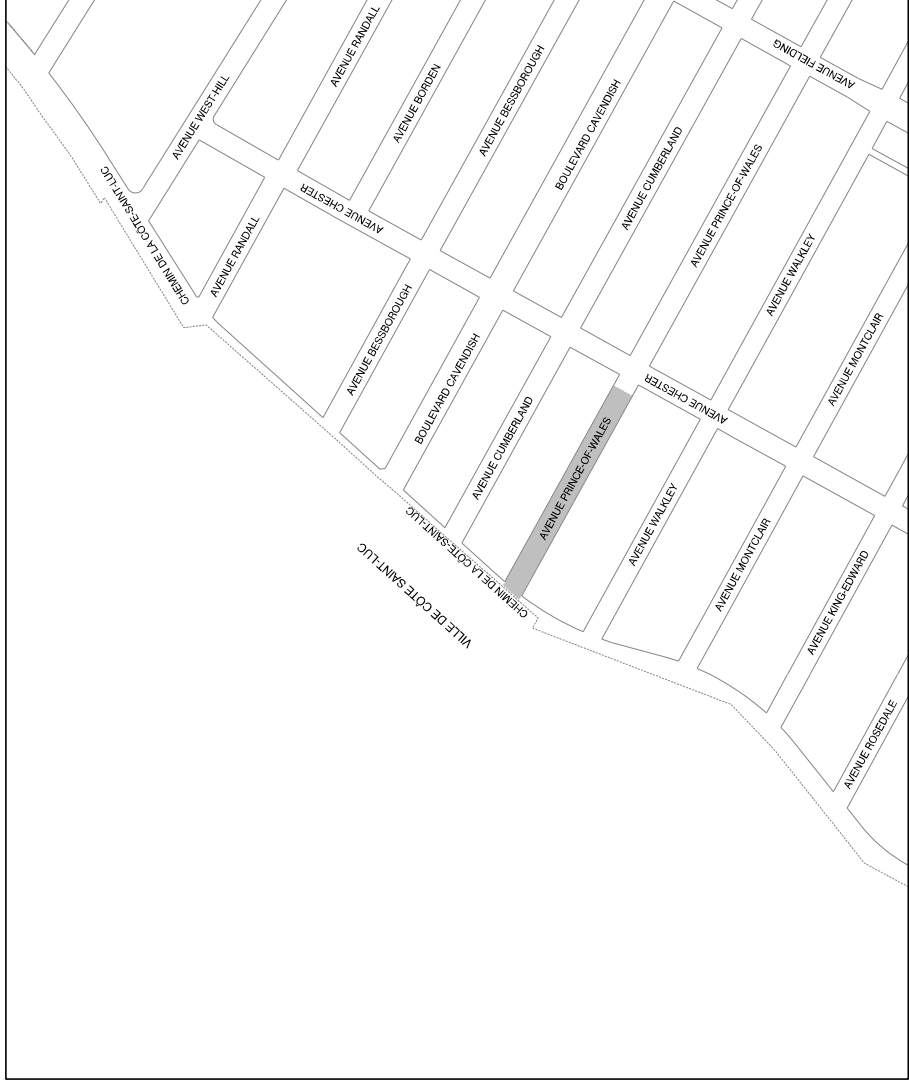 AVENUE FIELDING
AVENUE RANDALL
AVENUE WEST-HILL
AVENUE BORDEN
AVENUE BESSBOROUGH
BOULEVARD CAVENDISH
AVENUE CUMBERLAND
AVENUE PRINCE-OF-WALES
AVENUE WALKLEY
AVENUE MONTCLAIR
CHEMIN DE LA CÔTE-SAINT-LUC
AVENUE CHESTER
AVENUE RANDALL
AVENUE BESSBOROUGH
BOULEVARD CAVENDISH
AVENUE CUMBERLAND
AVENUE CHESTER
AVENUE PRINCE-OF-WALES
AVENUE WALKLEY
AVENUE MONTCLAIR
AVENUE KING-EDWARD
AVENUE ROSEDALE
CHEMIN DE LA CÔTE-SAINT-LUC
VILLE DE CÔTE SAINT-LUC